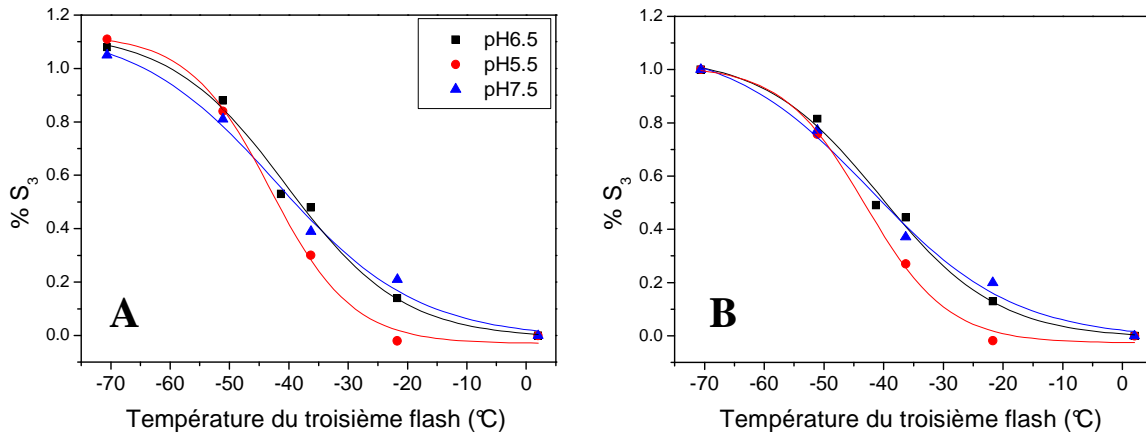 1.2
1.0
0.8
0.6
0.4
0.2
0.0
% S3
pH6.5
pH5.5
pH7.5
A
-70 -60 -50 -40 -30 -20 -10 0
Température du troisième flash (°C)
1.2
1.0
0.8
0.6
0.4
0.2
0.0
% S3
B
-70 -60 -50 -40 -30 -20 -10 0
Température du troisième flash (°C)